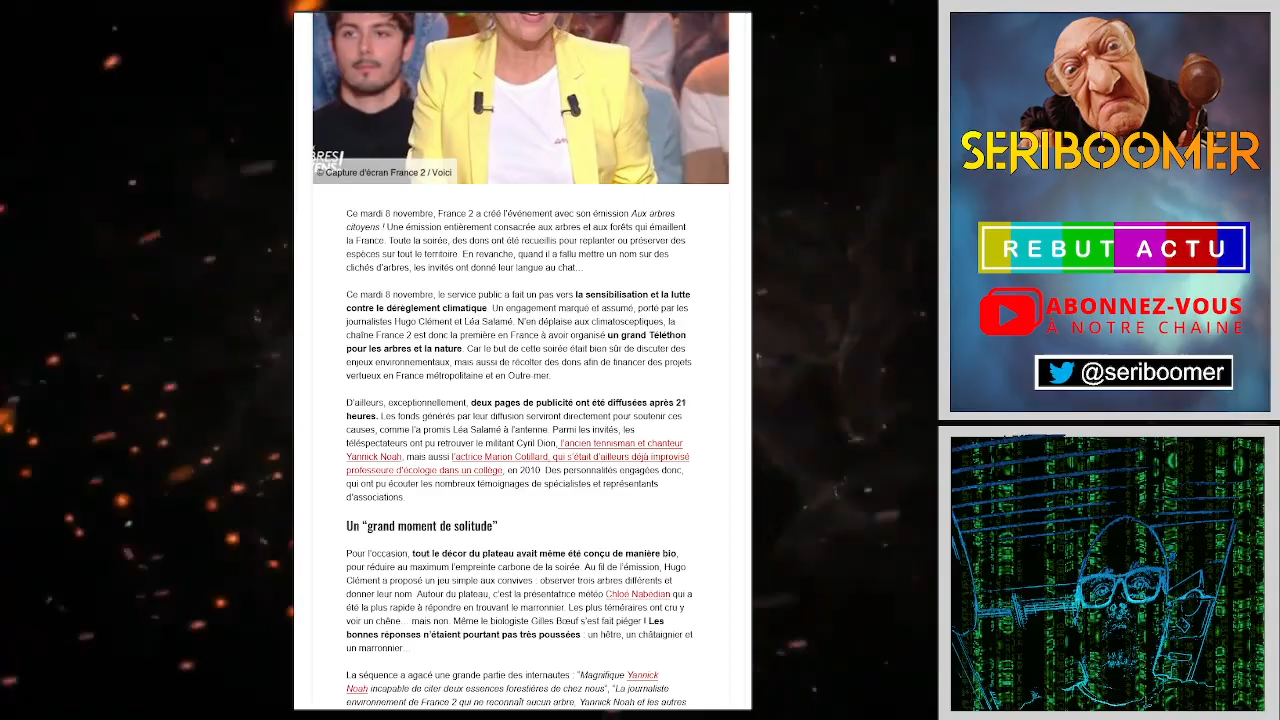 © Capture d'écran France 2 / Voici
Ce mardi 8 novembre, France 2 a créé l'événement avec son émission Aux arbres
citoyens ! Une émission entièrement consacrée aux arbres et aux forêts qui émaillent
la France. Toute la soirée, des dons ont été recueillis pour replanter ou préserver des
espèces sur tout le territoire. En revanche, quand il a fallu mettre un nom sur des
clichés d'arbres, les invités ont donné leur langue au chat…
Ce mardi 8 novembre, le service public a fait un pas vers la sensibilisation et la lutte
contre le dérèglement climatique. Un engagement marqué et assumé, porté par les
journalistes Hugo Clément et Léa Salamé. N'en déplaise aux climatosceptiques, la
chaîne France 2 est donc la première en France à avoir organisé un grand Téléthon
pour les arbres et la nature. Car le but de cette soirée était bien sûr de discuter des
enjeux environnementaux, mais aussi de récolter des dons afin de financer des projets
vertueux en France métropolitaine et en Outre-mer.
D'ailleurs, exceptionnellement, deux pages de publicité ont été diffusées après 21
heures. Les fonds générés par leur diffusion serviront directement pour soutenir ces
causes, comme l'a promis Léa Salamé à l'antenne. Parmi les invités, les
téléspectateurs ont pu retrouver le militant Cyril Dion, l'ancien tennisman et chanteur
Yannick Noah, mais aussi l'actrice Marion Cotillard, qui s'était d'ailleurs déjà improvisé
professeure d'écologie dans un collège, en 2010. Des personnalités engagées donc,
qui ont pu écouter les nombreux témoignages de spécialistes et représentants
d'associations.
Un “grand moment de solitude”
Pour l'occasion, tout le décor du plateau avait même été conçu de manière bio,
pour réduire au maximum l'empreinte carbone de la soirée. Au fil de l'émission, Hugo
Clément a proposé un jeu simple aux convives : observer trois arbres différents et
donner leur nom. Autour du plateau, c'est la présentatrice météo Chloé Nabédian qui a
été la plus rapide à répondre en trouvant le marronnier. Les plus téméraires ont cru y
voir un chêne… mais non. Même le biologiste Gilles Bœuf s'est fait piéger ! Les
bonnes réponses n'étaient pourtant pas très poussées : un hêtre, un châtaignier et
un marronnier…
La séquence a agacé une grande partie des internautes : “Magnifique Yannick
Noah incapable de citer deux essences forestières de chez nous”, “La journaliste
environnement de France 2 qui ne reconnaît aucun arbre, Yannick Noah et les autres
SERIBOOMER
REBUT ACTU
ABONNEZ-VOUS
À NOTRE CHAINE
@seriboomer